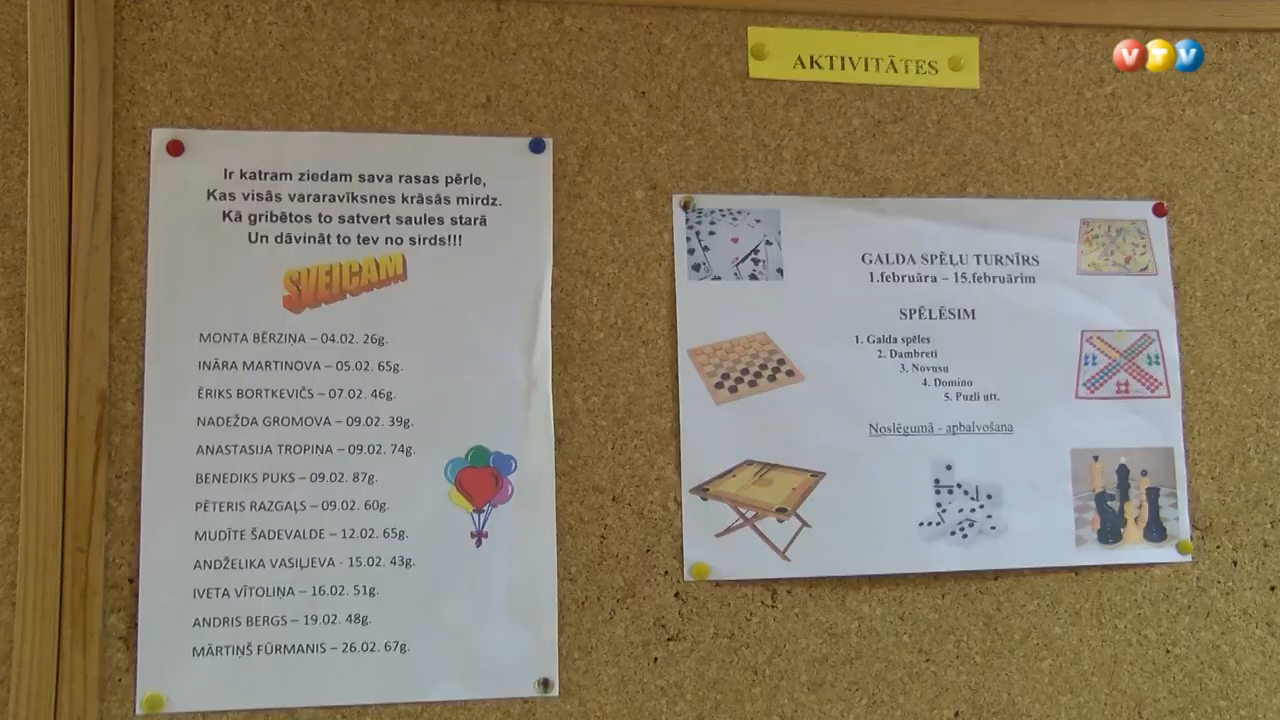 AKTIVITĀTES
VTV
Ir katram ziedam sava rasas pērle,
Kas visās vararavīksnes krāsās mirdz.
Kā gribētos to satvert saules starā
Un dāvināt to tev no sirds!!!
SVEICAM
MONTA BĒRZIŅA – 04.02. 26g.
INĀRA MARTINOVA – 05.02. 65g.
ĒRIKS BORTKEVIČS – 07.02. 46g.
NADEŽDA GROMOVA – 09.02. 39g.
ANASTASIJA TROPIŅA – 09.02. 74g.
BENEDIKS PUKS – 09.02. 87g.
PĒTERIS RAZGAĻS – 09.02. 60g.
MUDĪTE ŠADEVALDE – 12.02. 65g.
ANDŽELIKA VASIĻJEVA - 15.02. 43g.
IVETA VĪTOLIŅA – 16.02. 51g.
ANDRIS BERGS – 19.02. 48g.
MĀRTIŅŠ FŪRMANIS – 26.02. 67g.
GALDA SPĒĻU TURNĪRS
1.februāra – 15.februārim
SPĒLĒSIM
1. Galda spēles
2. Dambreti
3. Novusu
4. Domino
5. Puzli utt.
Noslēgumā - apbalvošana